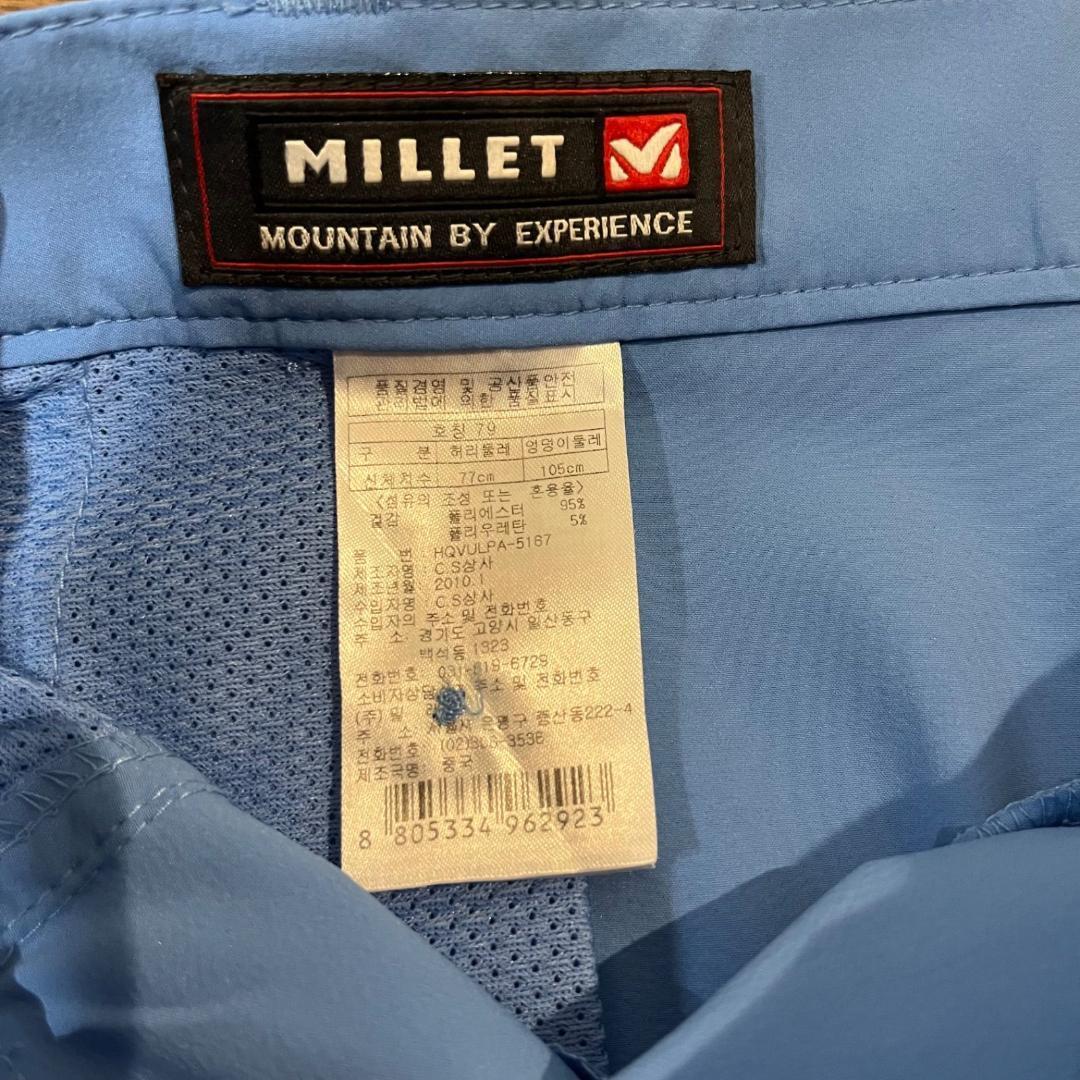 MILLET
MOUNTAIN BY EXPERIENCE
품질경영 및 공산품안전
관리법에 의한 품질표시
호칭 79
구 분 허리둘레 엉덩이둘레
신체치수 77cm 105cm
<섬유의 조성 또는 혼용율>
겉감 폴리에스터 95%
폴리우레탄 5%
품 번 : HQVULPA-5167
제조자명 : C.S상사
제조년월 : 2010.1
수입자명 : C.S상사
수입자의 주소 및 전화번호
주 소 : 경기도 고양시 일산동구
백석동 1323
전화번호 031-819-6729
소비자상담 주소 및 전화번호
(주) 밀
주 소 은평구 증산동222-4
전화번호 : -3536
제조국명 : 중국
8 805334 962923